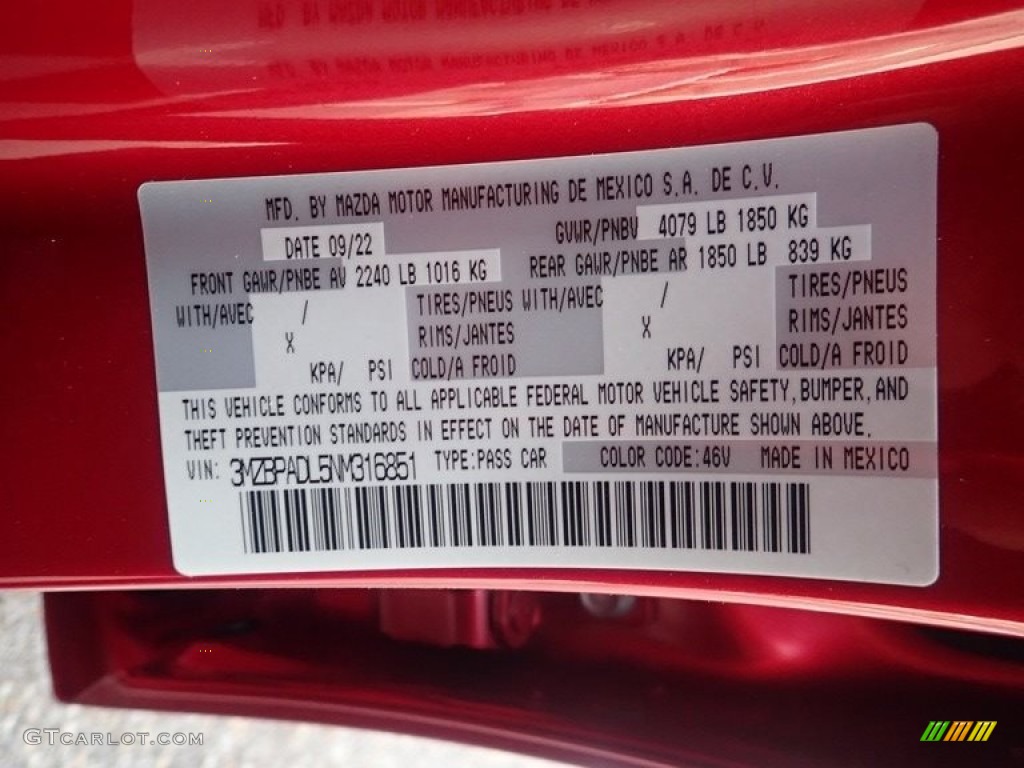 MFD. BY MAZDA MOTOR MANUFACTURING DE MEXICO S.A. DE C.V.
DATE 09/22 GVWR/PNBV 4079 LB 1850 KG
FRONT GAWR/PNBE AV 2240 LB 1016 KG REAR GAWR/PNBE AR 1850 LB 839 KG
WITH/AVEC / TIRES/PNEUS WITH/AVEC / TIRES/PNEUS
X RIMS/JANTES X RIMS/JANTES
KPA/ PSI COLD/A FROID KPA/ PSI COLD/A FROID
THIS VEHICLE CONFORMS TO ALL APPLICABLE FEDERAL MOTOR VEHICLE SAFETY, BUMPER, AND
THEFT PREVENTION STANDARDS IN EFFECT ON THE DATE OF MANUFACTURE SHOWN ABOVE.
VIN: 3MZBPADL5NM316851 TYPE:PASS CAR COLOR CODE:46V MADE IN MEXICO
GTCARLOT.COM